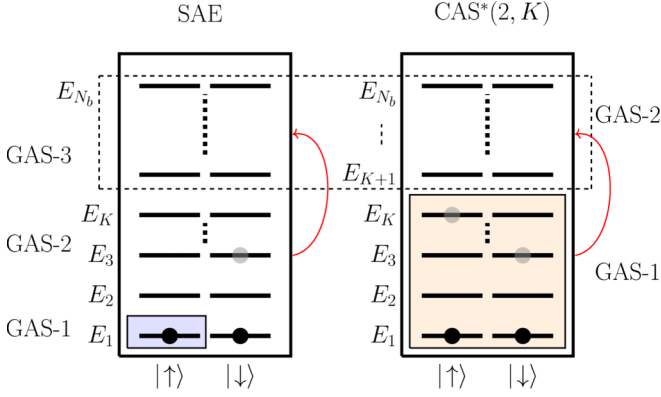 SAE
CAS*(2, K)
E_{N_b}
E_{N_b}
GAS-2
GAS-3
E_{K+1}
E_K
E_K
GAS-2
E_3
E_3
GAS-1
E_2
E_2
GAS-1
E_1
E_1
|↑⟩ |↓⟩
|↑⟩ |↓⟩